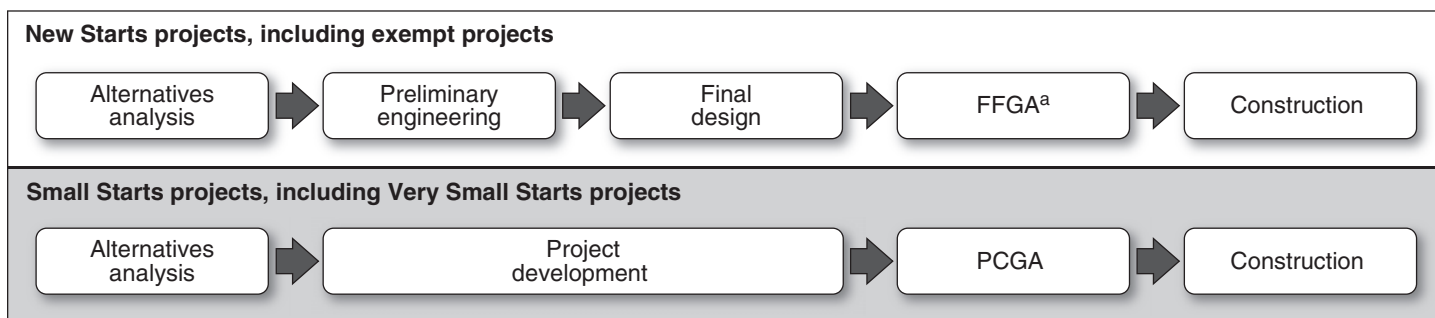 New Starts projects, including exempt projects
Alternatives
analysis
Preliminary
engineering
Final
design
FFGAa
Construction
Small Starts projects, including Very Small Starts projects
Alternatives
analysis
Project
development
PCGA
Construction